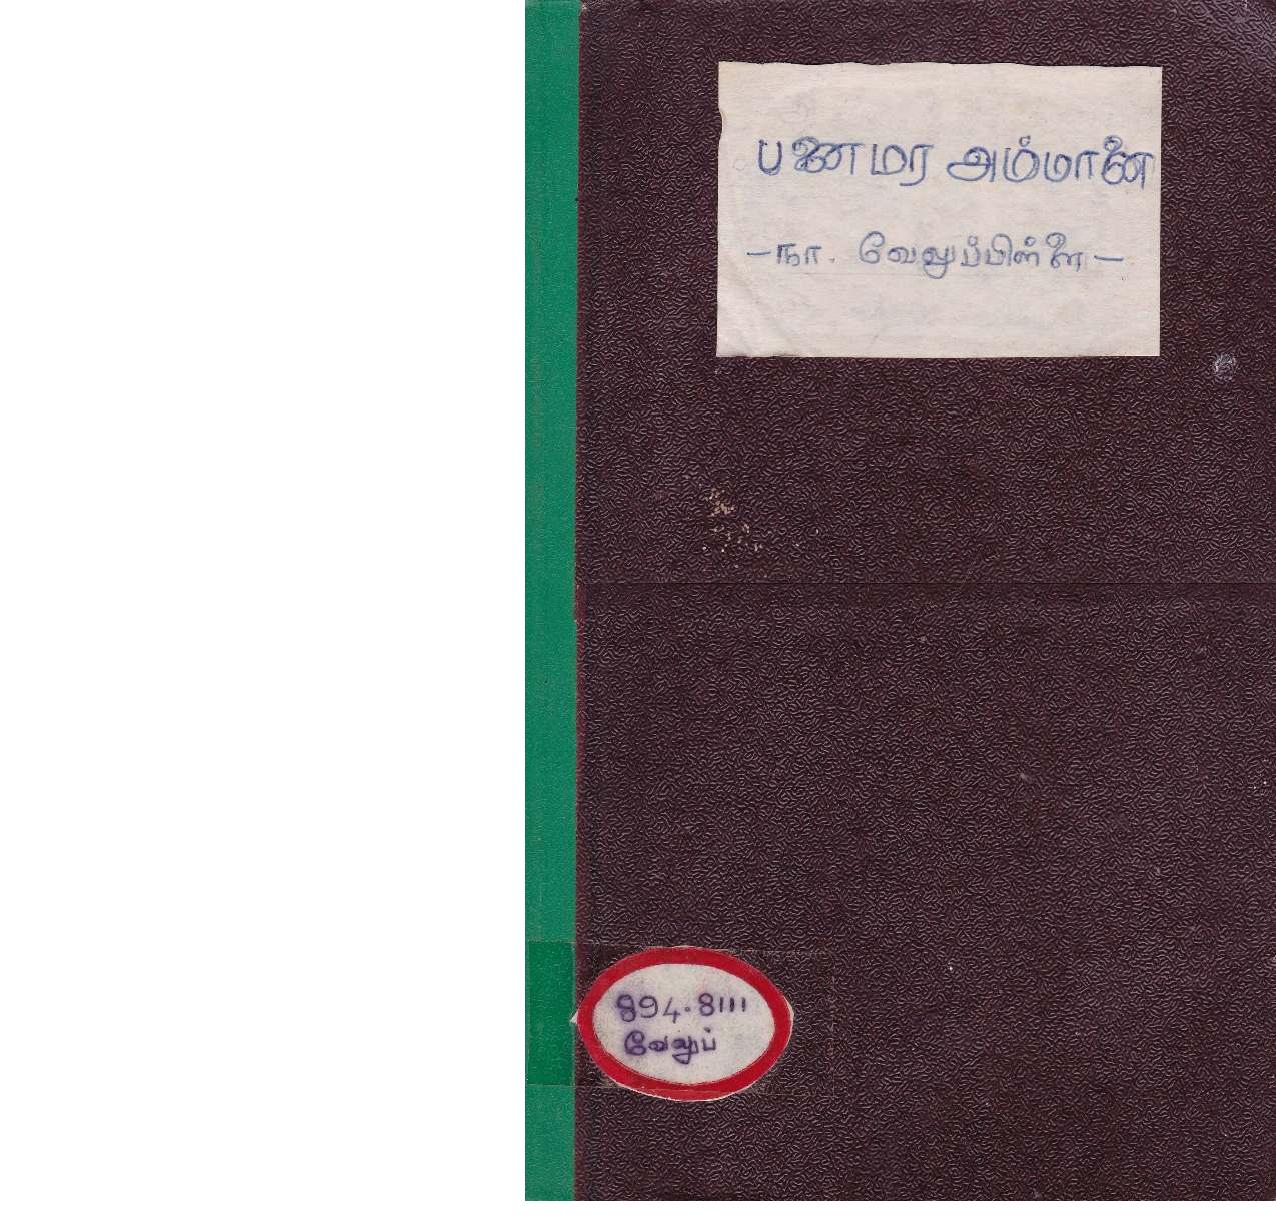 பனைமர அம்மானை
-நா. வேலுப்பிள்ளை-
894.8111
வேலுப்